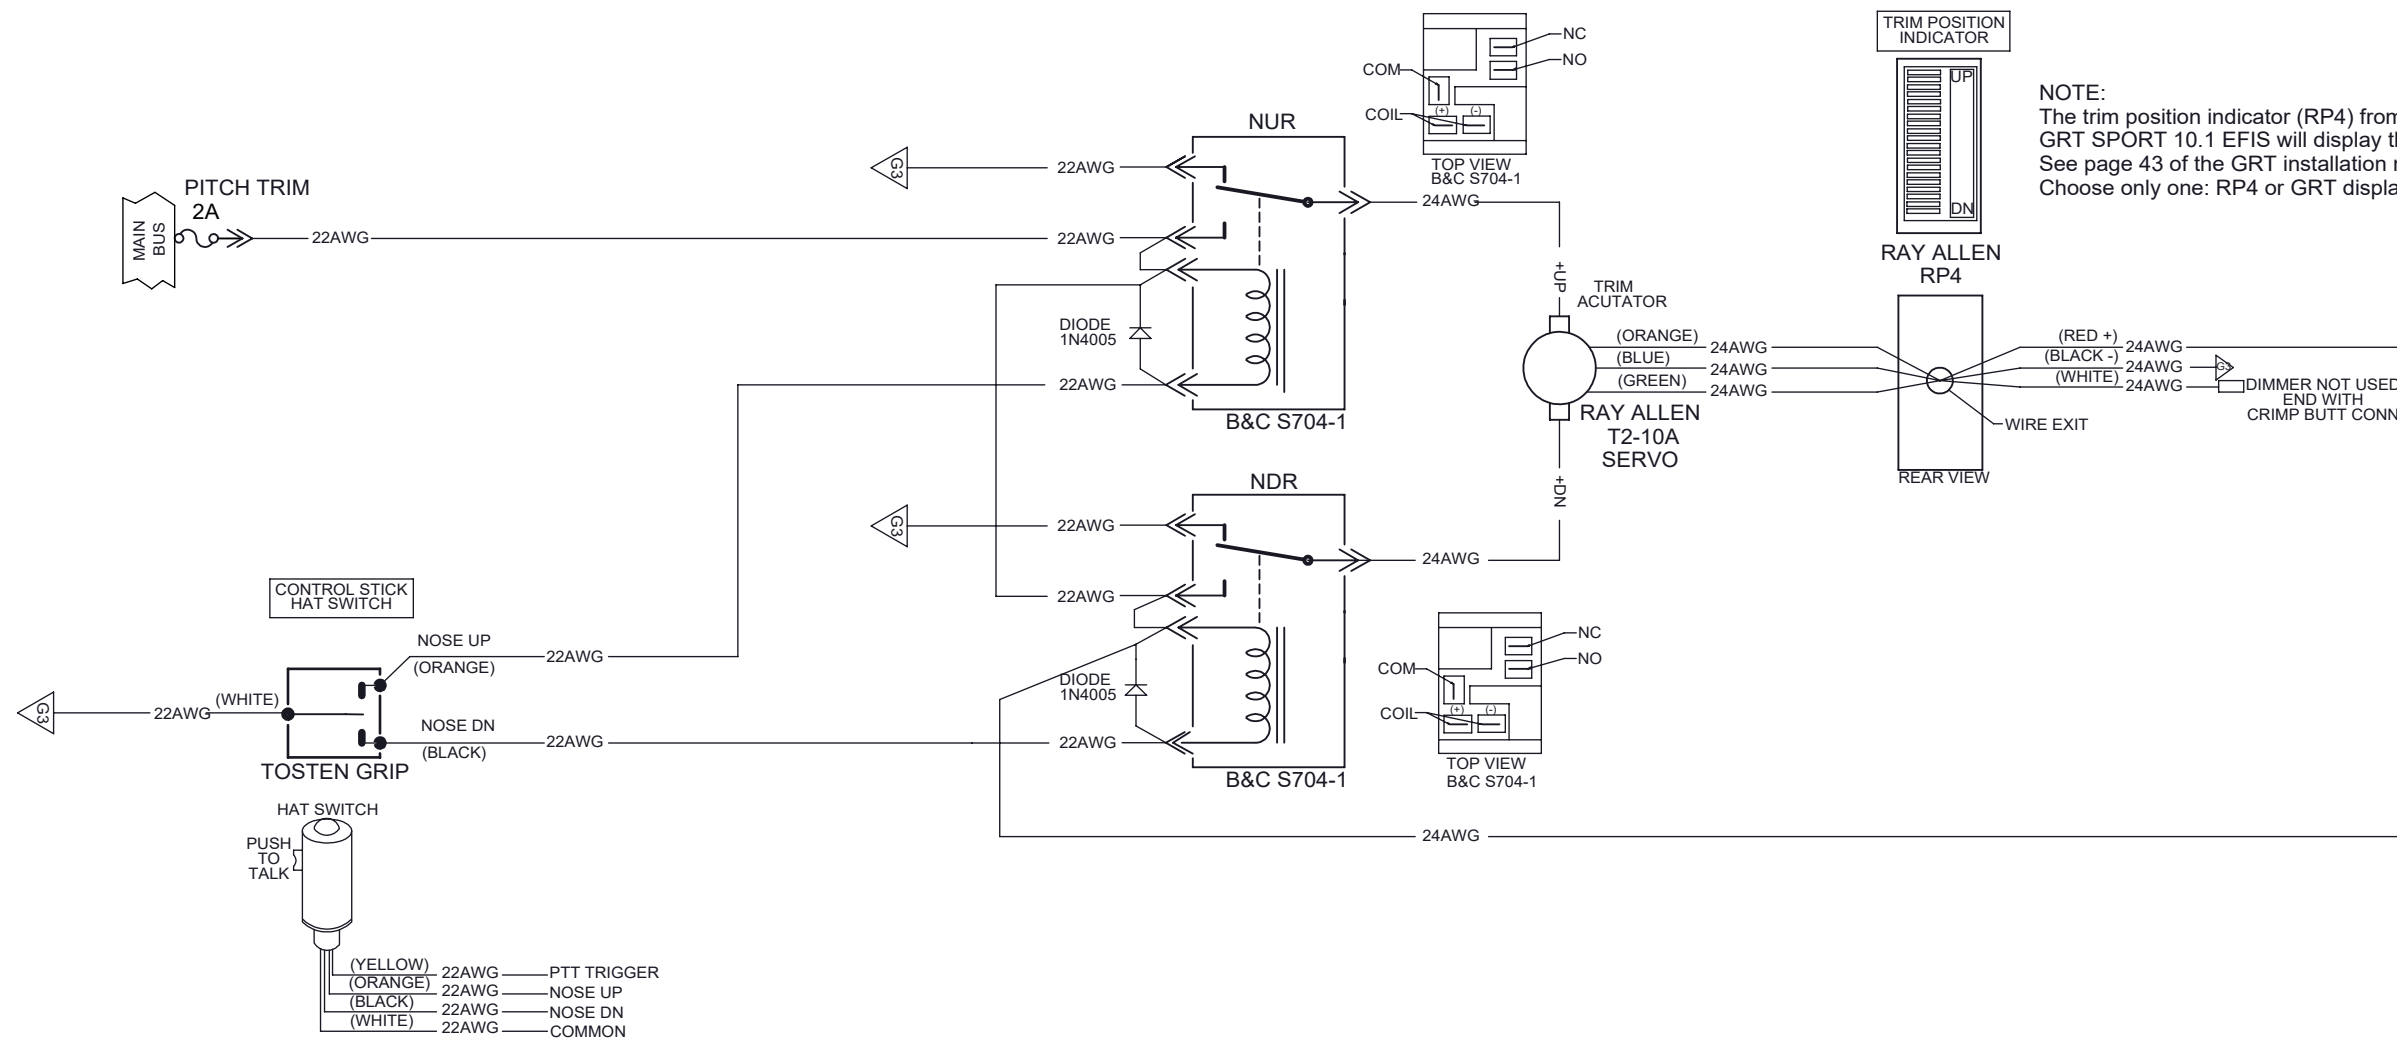 PITCH TRIM
2A
MAIN
BUS
22AWG
G3
22AWG
22AWG
NUR
DIODE
1N4005
22AWG
B&C S704-1
COM
COIL
(+)
(-)
NC
NO
TOP VIEW
B&C S704-1
24AWG
+UP
TRIM
ACUTATOR
(ORANGE) 24AWG
(BLUE) 24AWG
(GREEN) 24AWG
RAY ALLEN
T2-10A
SERVO
+DN
TRIM POSITION
INDICATOR
UP
DN
RAY ALLEN
RP4
NOTE:
The trim position indicator (RP4) from
GRT SPORT 10.1 EFIS will display t
See page 43 of the GRT installation
Choose only one: RP4 or GRT displa
(RED +) 24AWG
(BLACK -) 24AWG G3
(WHITE) 24AWG
DIMMER NOT USED
END WITH
CRIMP BUTT CONN
WIRE EXIT
REAR VIEW
NDR
G3
22AWG
22AWG
24AWG
DIODE
1N4005
22AWG
B&C S704-1
COM
COIL
(+)
(-)
NC
NO
TOP VIEW
B&C S704-1
24AWG
CONTROL STICK
HAT SWITCH
NOSE UP
(ORANGE)
22AWG
G3
22AWG
(WHITE)
NOSE DN
(BLACK)
22AWG
TOSTEN GRIP
HAT SWITCH
PUSH
TO
TALK
(YELLOW) 22AWG PTT TRIGGER
(ORANGE) 22AWG NOSE UP
(BLACK) 22AWG NOSE DN
(WHITE) 22AWG COMMON